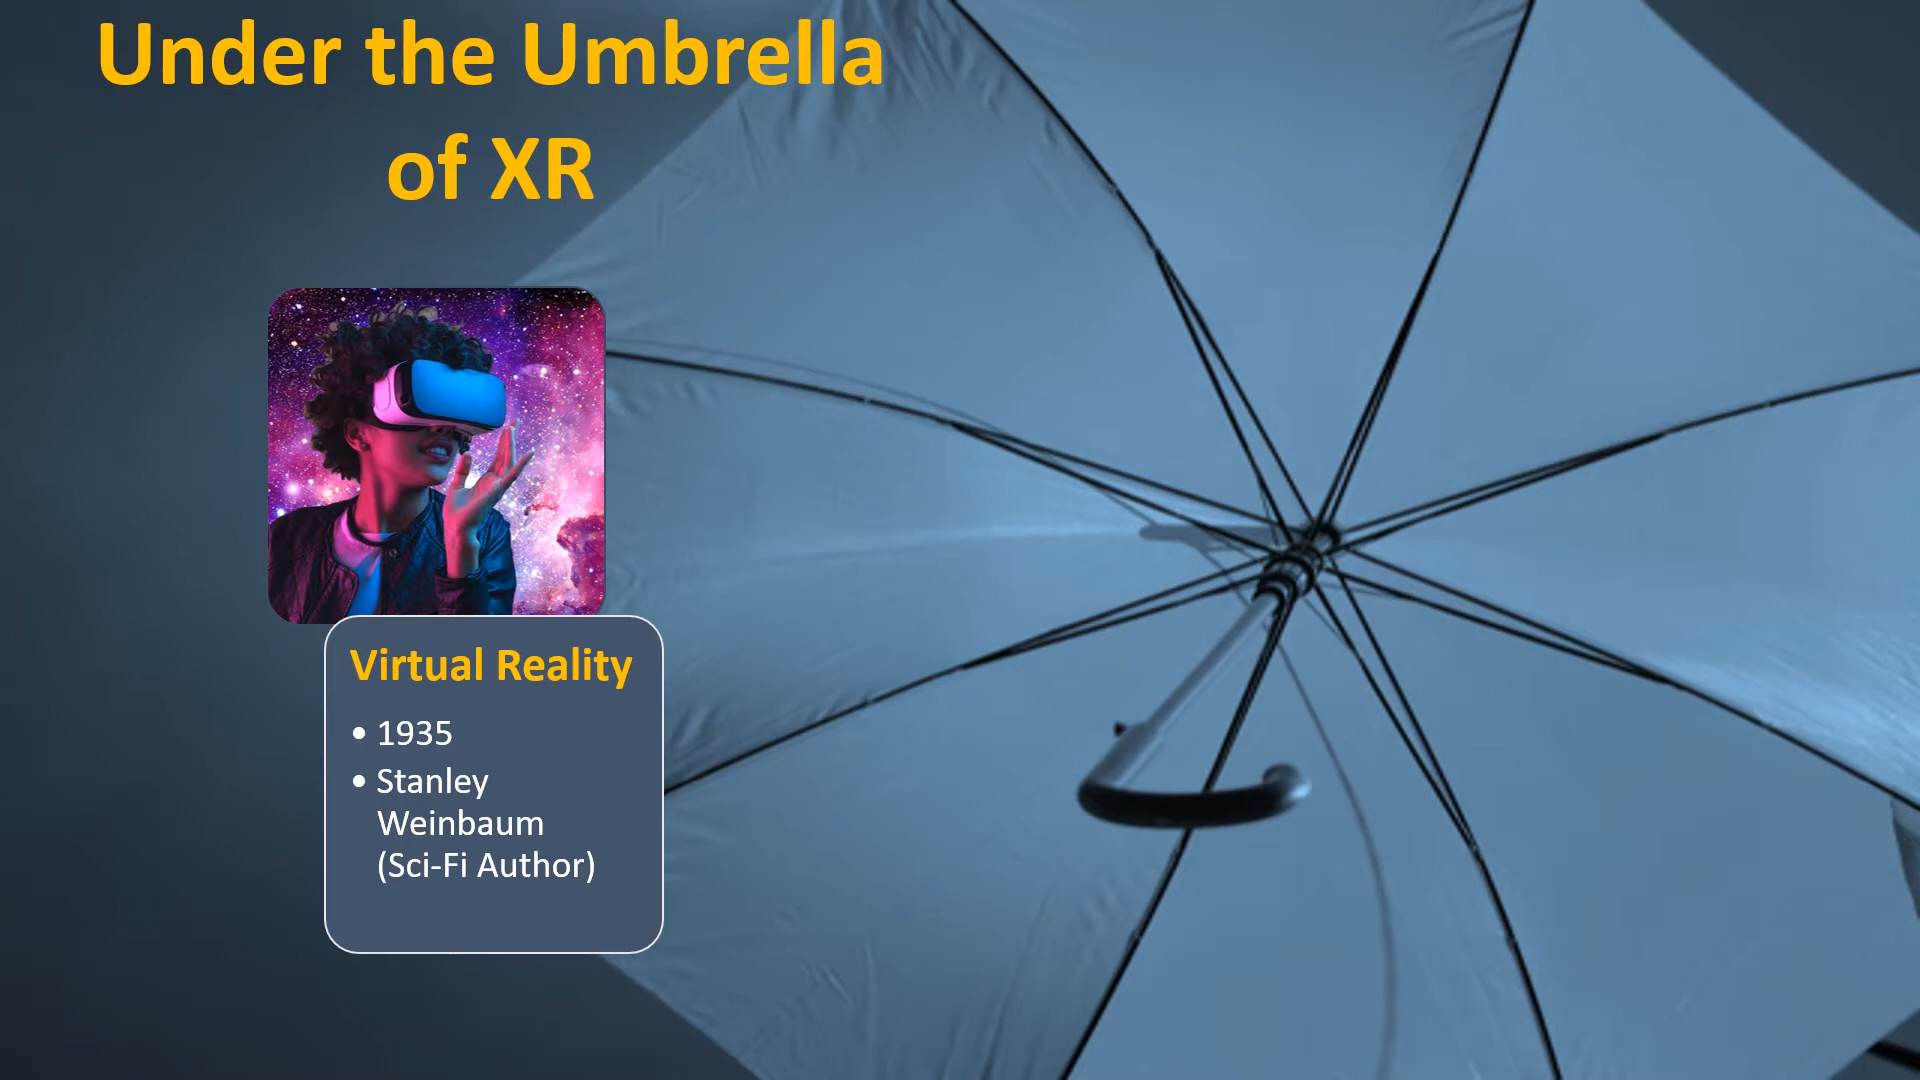 Under the Umbrella
of XR
Virtual Reality
• 1935
• Stanley
Weinbaum
(Sci-Fi Author)